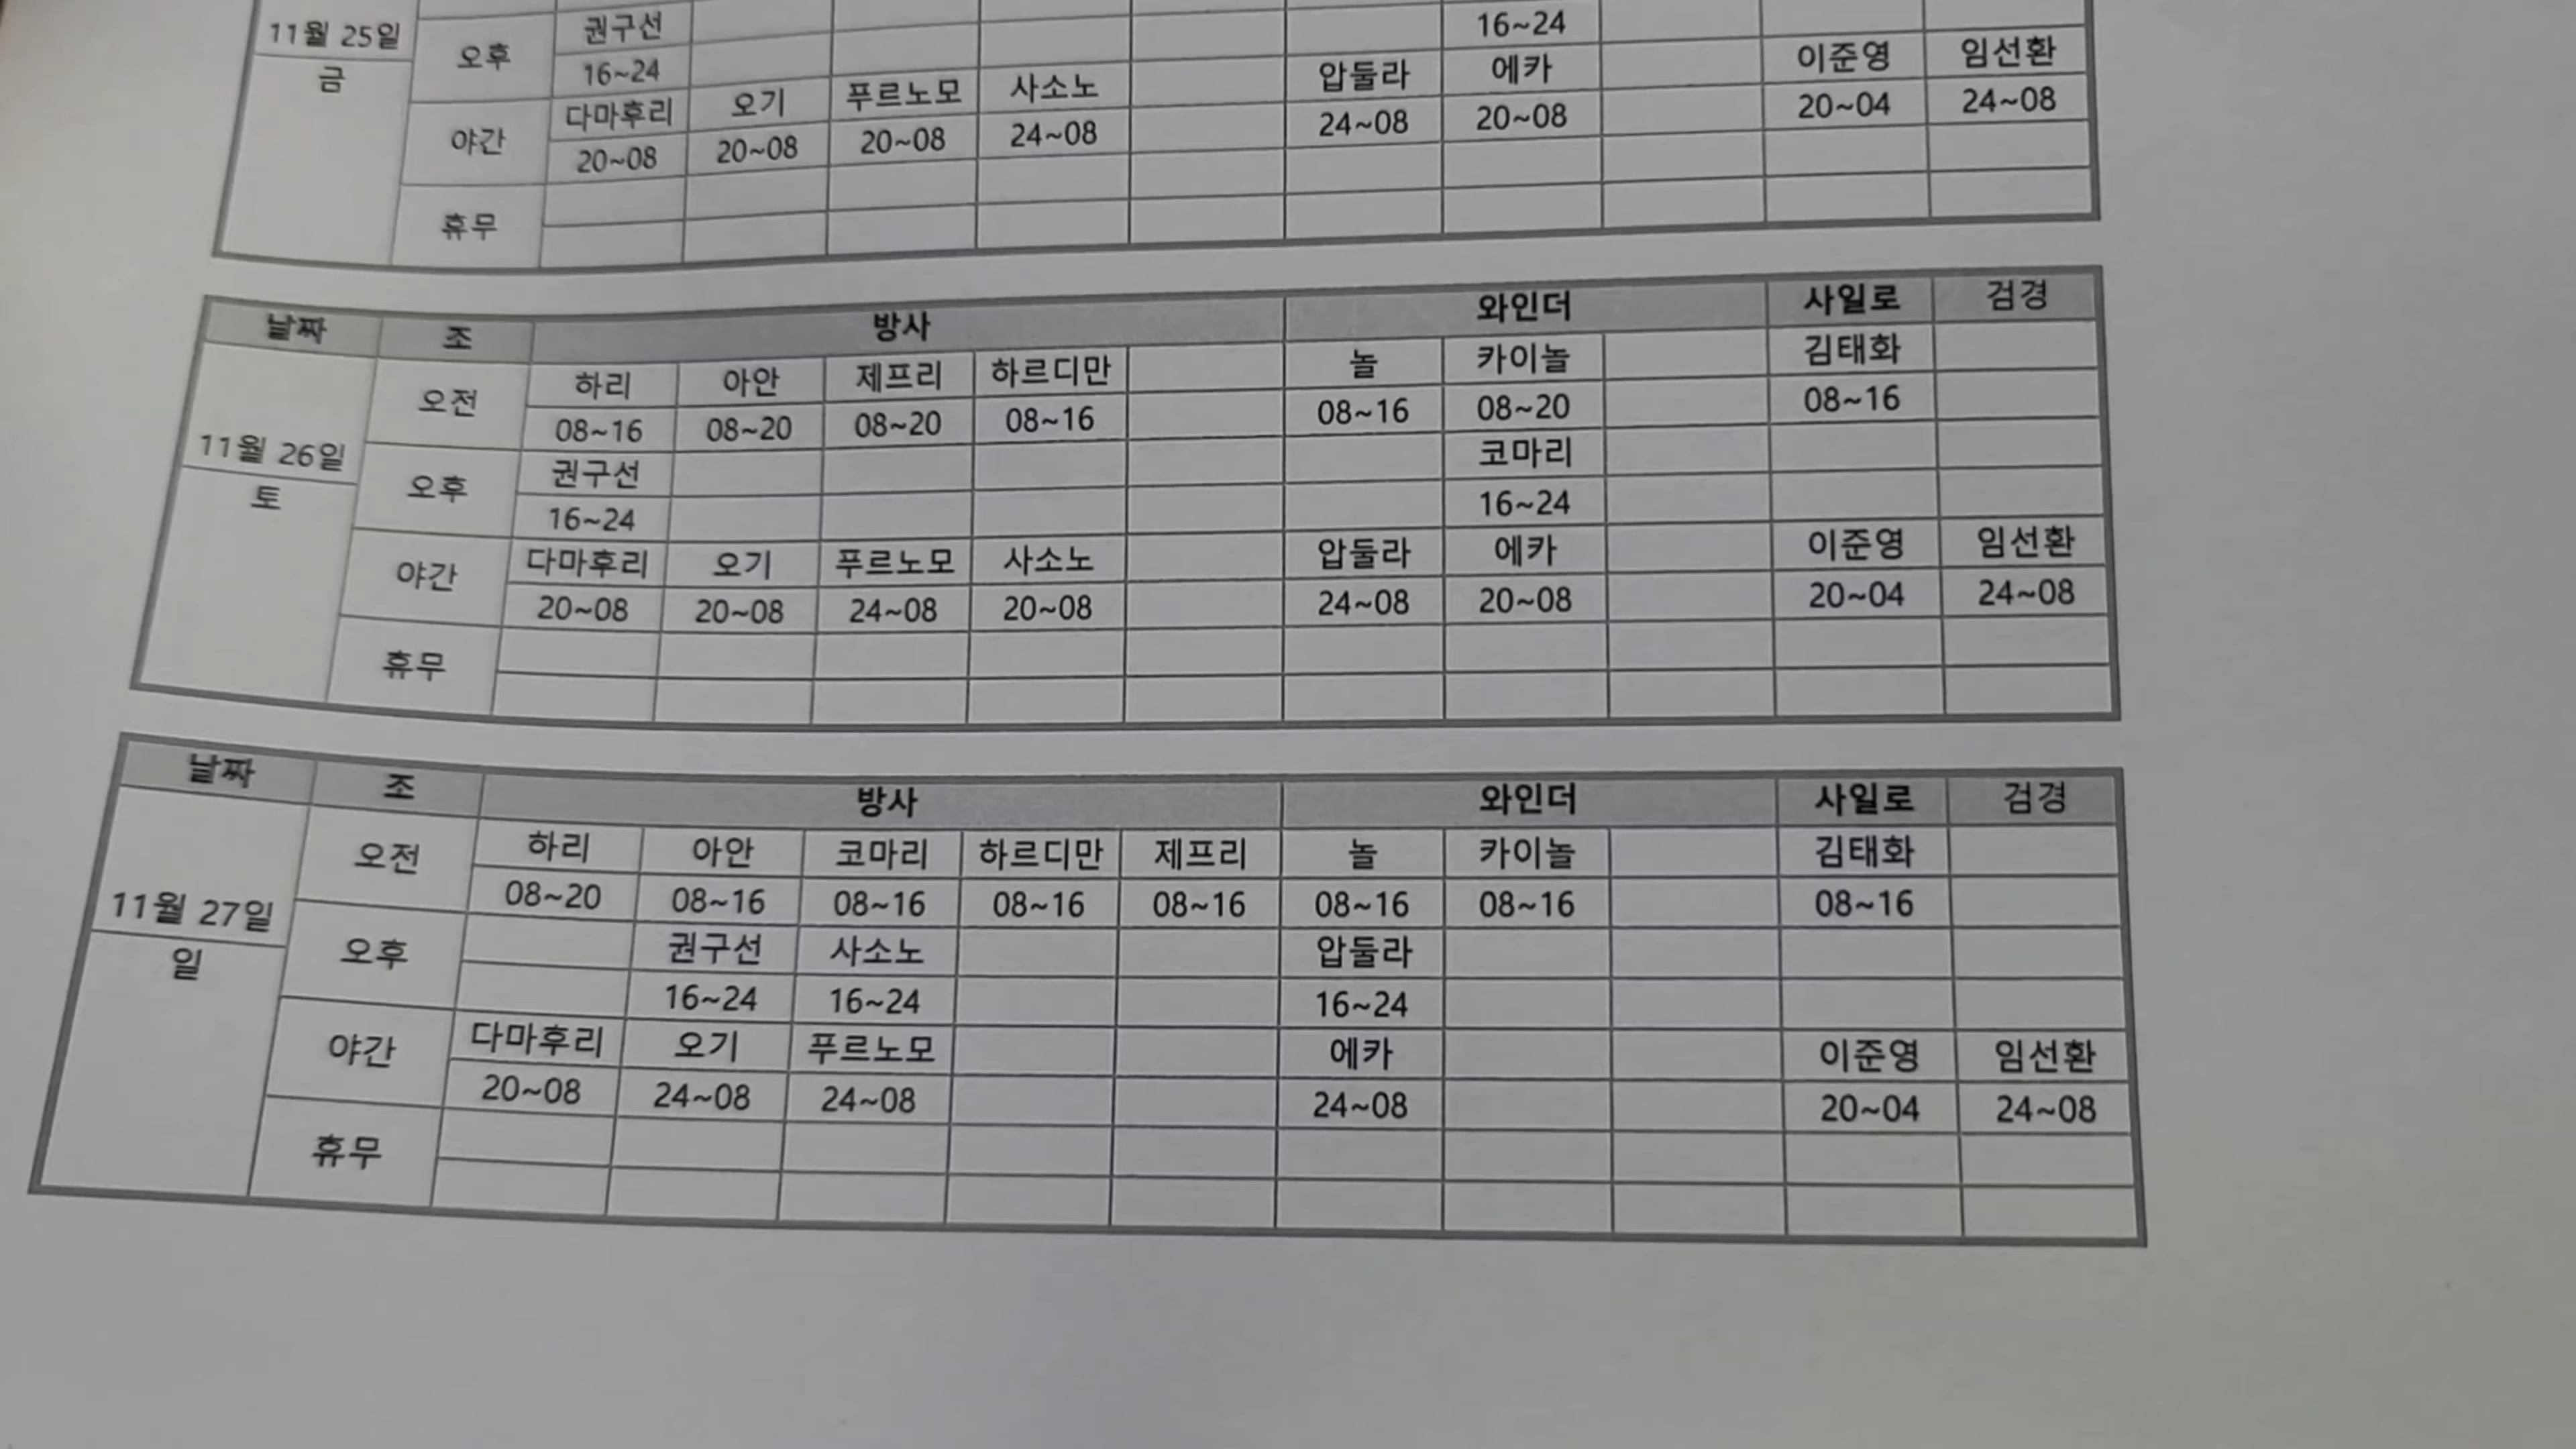 11월 25일
금
오후 권구선
16~24 16~24
야간 다마후리 오기 푸르노모 사소노 압둘라 에카 이준영 임선환
20~08 20~08 20~08 24~08 24~08 20~08 20~04 24~08
휴무
날짜 조 방사 와인더 사일로 검경
11월 26일
토
오전 하리 아안 제프리 하르디만 놀 카이놀 김태화
08~16 08~20 08~20 08~16 08~16 08~20 08~16
오후 권구선 코마리
16~24 16~24
야간 다마후리 오기 푸르노모 사소노 압둘라 에카 이준영 임선환
20~08 20~08 24~08 20~08 24~08 20~08 20~04 24~08
휴무
날짜 조 방사 와인더 사일로 검경
11월 27일
일
오전 하리 아안 코마리 하르디만 제프리 놀 카이놀 김태화
08~20 08~16 08~16 08~16 08~16 08~16 08~16 08~16
오후 권구선 사소노 압둘라
16~24 16~24 16~24
야간 다마후리 오기 푸르노모 에카 이준영 임선환
20~08 24~08 24~08 24~08 20~04 24~08
휴무